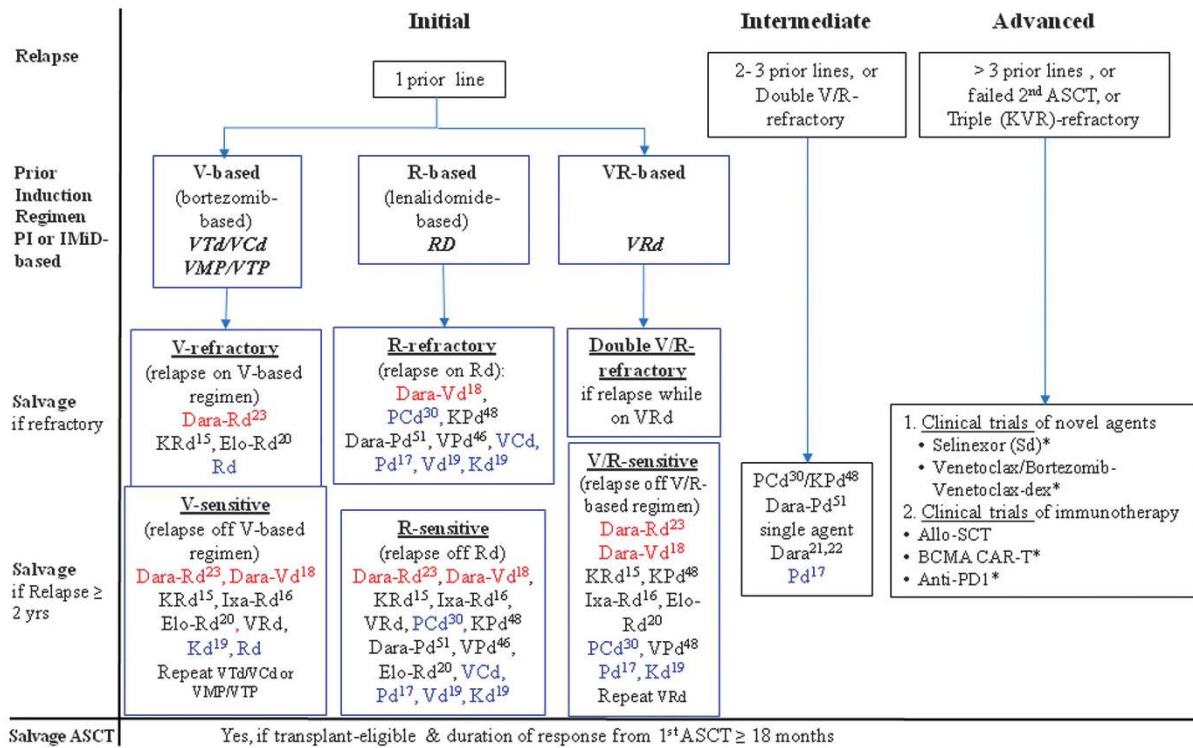 Initial
Intermediate
Advanced
Relapse
1 prior line
2- 3 prior lines, or
Double V/R-
refractory
> 3 prior lines , or
failed 2nd ASCT, or
Triple (KVR)-refractory
Prior
Induction
Regimen
PI or IMiD-
based
V-based
(bortezomib-
based)
VTd/VCd
VMP/VTP
R-based
(lenalidomide-
based)
RD
VR-based
VRd
Salvage
if refractory
V-refractory
(relapse on V-based
regimen)
Dara-Rd23
KRd15, Elo-Rd20
Rd
R-refractory
(relapse on Rd):
Dara-Vd18,
PCd30, KPd48
Dara-Pd51, VPd46, VCd,
Pd17, Vd19, Kd19
Double V/R-
refractory
if relapse while
on VRd
Salvage
if Relapse ≥
2 yrs
V-sensitive
(relapse off V-based
regimen)
Dara-Rd23, Dara-Vd18
KRd15, Ixa-Rd16
Elo-Rd20, VRd,
Kd19, Rd
Repeat VTd/VCd or
VMP/VTP
R-sensitive
(relapse off Rd)
Dara-Rd23, Dara-Vd18,
KRd15, Ixa-Rd16,
VRd, PCd30, KPd48
Dara-Pd51, VPd46,
Elo-Rd20, VCd,
Pd17, Vd19, Kd19
V/R-sensitive
(relapse off V/R-
based regimen)
Dara-Rd23
Dara-Vd18
KRd15, KPd48
Ixa-Rd16, Elo-
Rd20
PCd30, VPd48
Pd17, Kd19
Repeat VRd
PCd30/KPd48
Dara-Pd51
single agent
Dara21,22
Pd17
1. Clinical trials of novel agents
• Selinexor (Sd)*
• Venetoclax/Bortezomib-
Venetoclax-dex*
2. Clinical trials of immunotherapy
• Allo-SCT
• BCMA CAR-T*
• Anti-PD1*
Salvage ASCT
Yes, if transplant-eligible & duration of response from 1st ASCT ≥ 18 months